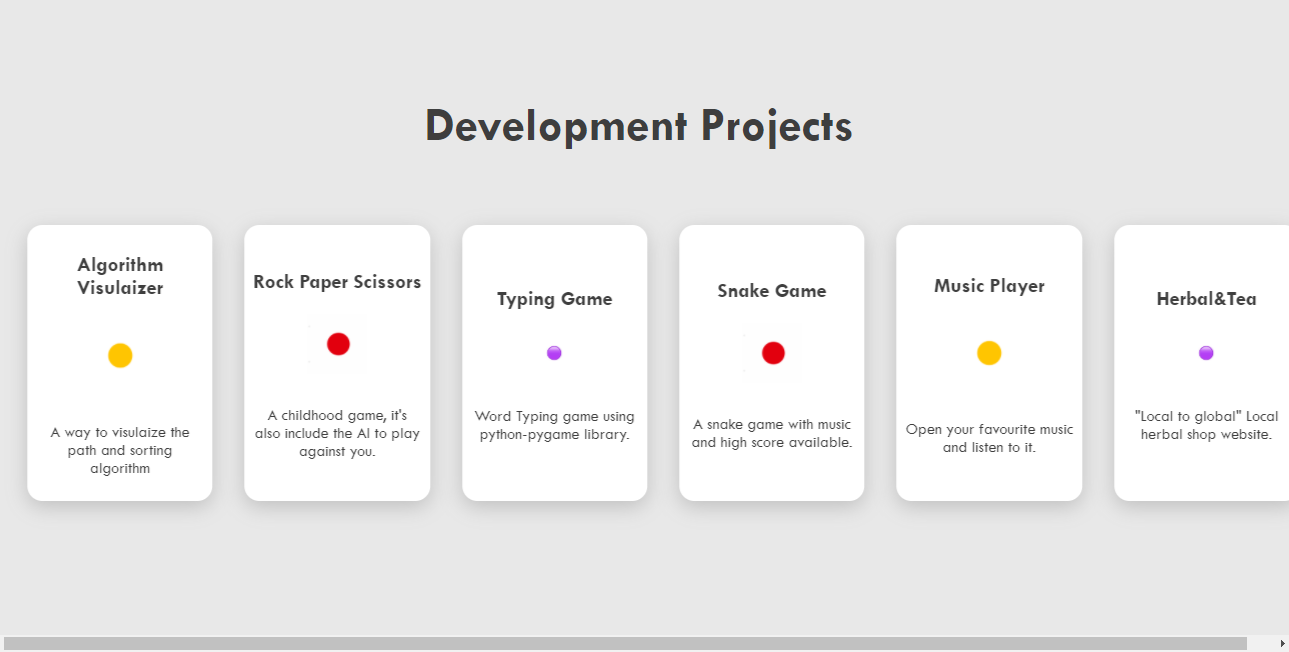 Development Projects
Algorithm
Visulaizer
A way to visulaize the
path and sorting
algorithm
Rock Paper Scissors
A childhood game, it's
also include the AI to play
against you.
Typing Game
Word Typing game using
python-pygame library.
Snake Game
A snake game with music
and high score available.
Music Player
Open your favourite music
and listen to it.
Herbal&Tea
"Local to global" Local
herbal shop website.